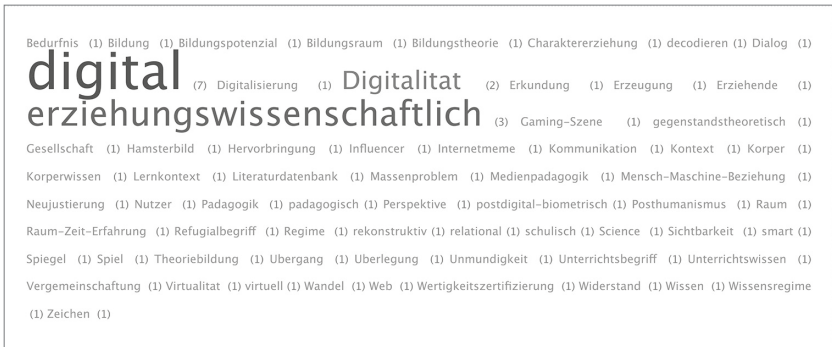 Bedurfnis (1) Bildung (1) Bildungspotenzial (1) Bildungsraum (1) Bildungstheorie (1) Charaktererziehung (1) decodieren (1) Dialog (1)
digital (7) Digitalisierung (1) Digitalitat (2) Erkundung (1) Erzeugung (1) Erziehende (1)
erziehungswissenschaftlich (3) Gaming-Szene (1) gegenstandstheoretisch (1)
Gesellschaft (1) Hamsterbild (1) Hervorbringung (1) Influencer (1) Internetmeme (1) Kommunikation (1) Kontext (1) Korper (1)
Korperwissen (1) Lernkontext (1) Literaturdatenbank (1) Massenproblem (1) Medienpadagogik (1) Mensch-Maschine-Beziehung (1)
Neujustierung (1) Nutzer (1) Padagogik (1) padagogisch (1) Perspektive (1) postdigital-biometrisch (1) Posthumanismus (1) Raum (1)
Raum-Zeit-Erfahrung (1) Refugialbegriff (1) Regime (1) rekonstruktiv (1) relational (1) schulisch (1) Science (1) Sichtbarkeit (1) smart (1)
Spiegel (1) Spiel (1) Theoriebildung (1) Ubergang (1) Uberlegung (1) Unmundigkeit (1) Unterrichtsbegriff (1) Unterrichtswissen (1)
Vergemeinschaftung (1) Virtualitat (1) virtuell (1) Wandel (1) Web (1) Wertigkeitszertifizierung (1) Widerstand (1) Wissen (1) Wissensregime
(1) Zeichen (1)